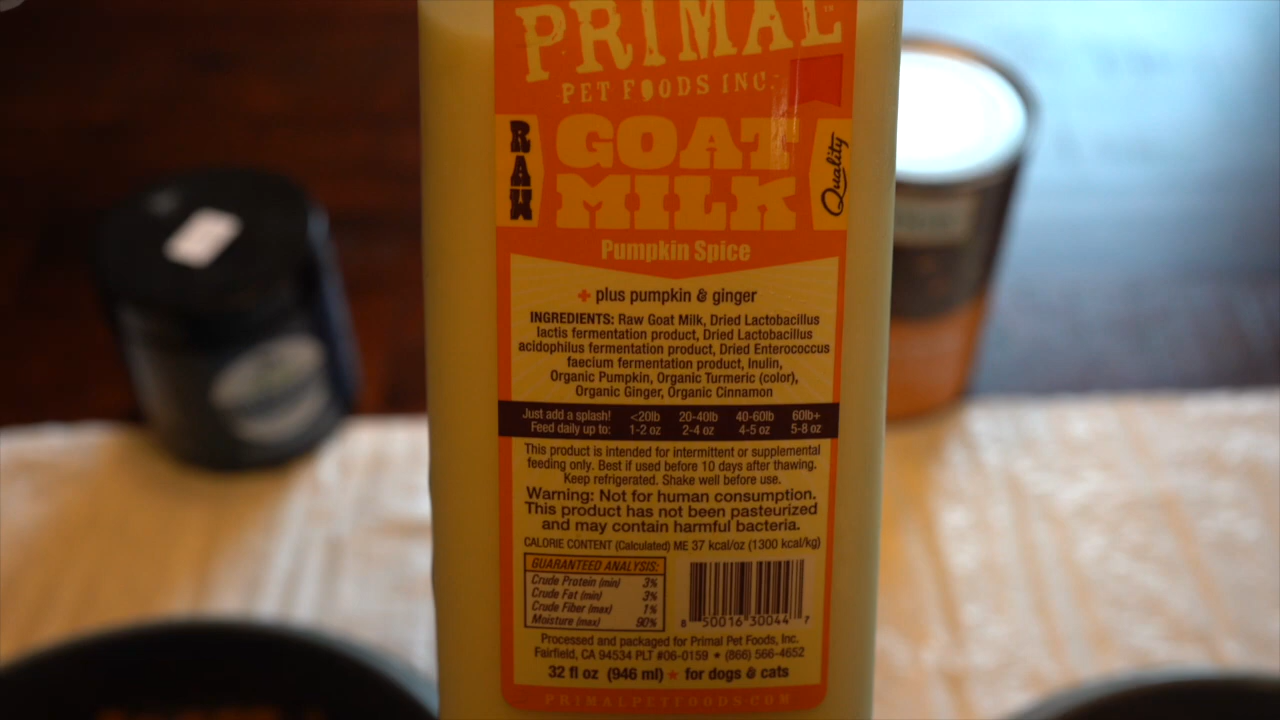 PRIMAL™
PET FOODS INC.
RAW
GOAT
MILK
Quality
Pumpkin Spice
+ plus pumpkin & ginger
INGREDIENTS: Raw Goat Milk, Dried Lactobacillus
lactis fermentation product, Dried Lactobacillus
acidophilus fermentation product, Dried Enterococcus
faecium fermentation product, Inulin,
Organic Pumpkin, Organic Turmeric (color),
Organic Ginger, Organic Cinnamon
Just add a splash! <20lb 20-40lb 40-60lb 60lb+
Feed daily up to: 1-2 oz 2-4 oz 4-5 oz 5-8 oz
This product is intended for intermittent or supplemental
feeding only. Best if used before 10 days after thawing.
Keep refrigerated. Shake well before use.
Warning: Not for human consumption.
This product has not been pasteurized
and may contain harmful bacteria.
CALORIE CONTENT (Calculated) ME 37 kcal/oz (1300 kcal/kg)
GUARANTEED ANALYSIS:
Crude Protein (min) 3%
Crude Fat (min) 3%
Crude Fiber (max) 1%
Moisture (max) 90%
8 50016 30044 7
Processed and packaged for Primal Pet Foods, Inc.
Fairfield, CA 94534 PLT #06-0159 • (866) 566-4652
32 fl oz (946 ml) ★ for dogs & cats
PRIMALPETFOODS.COM